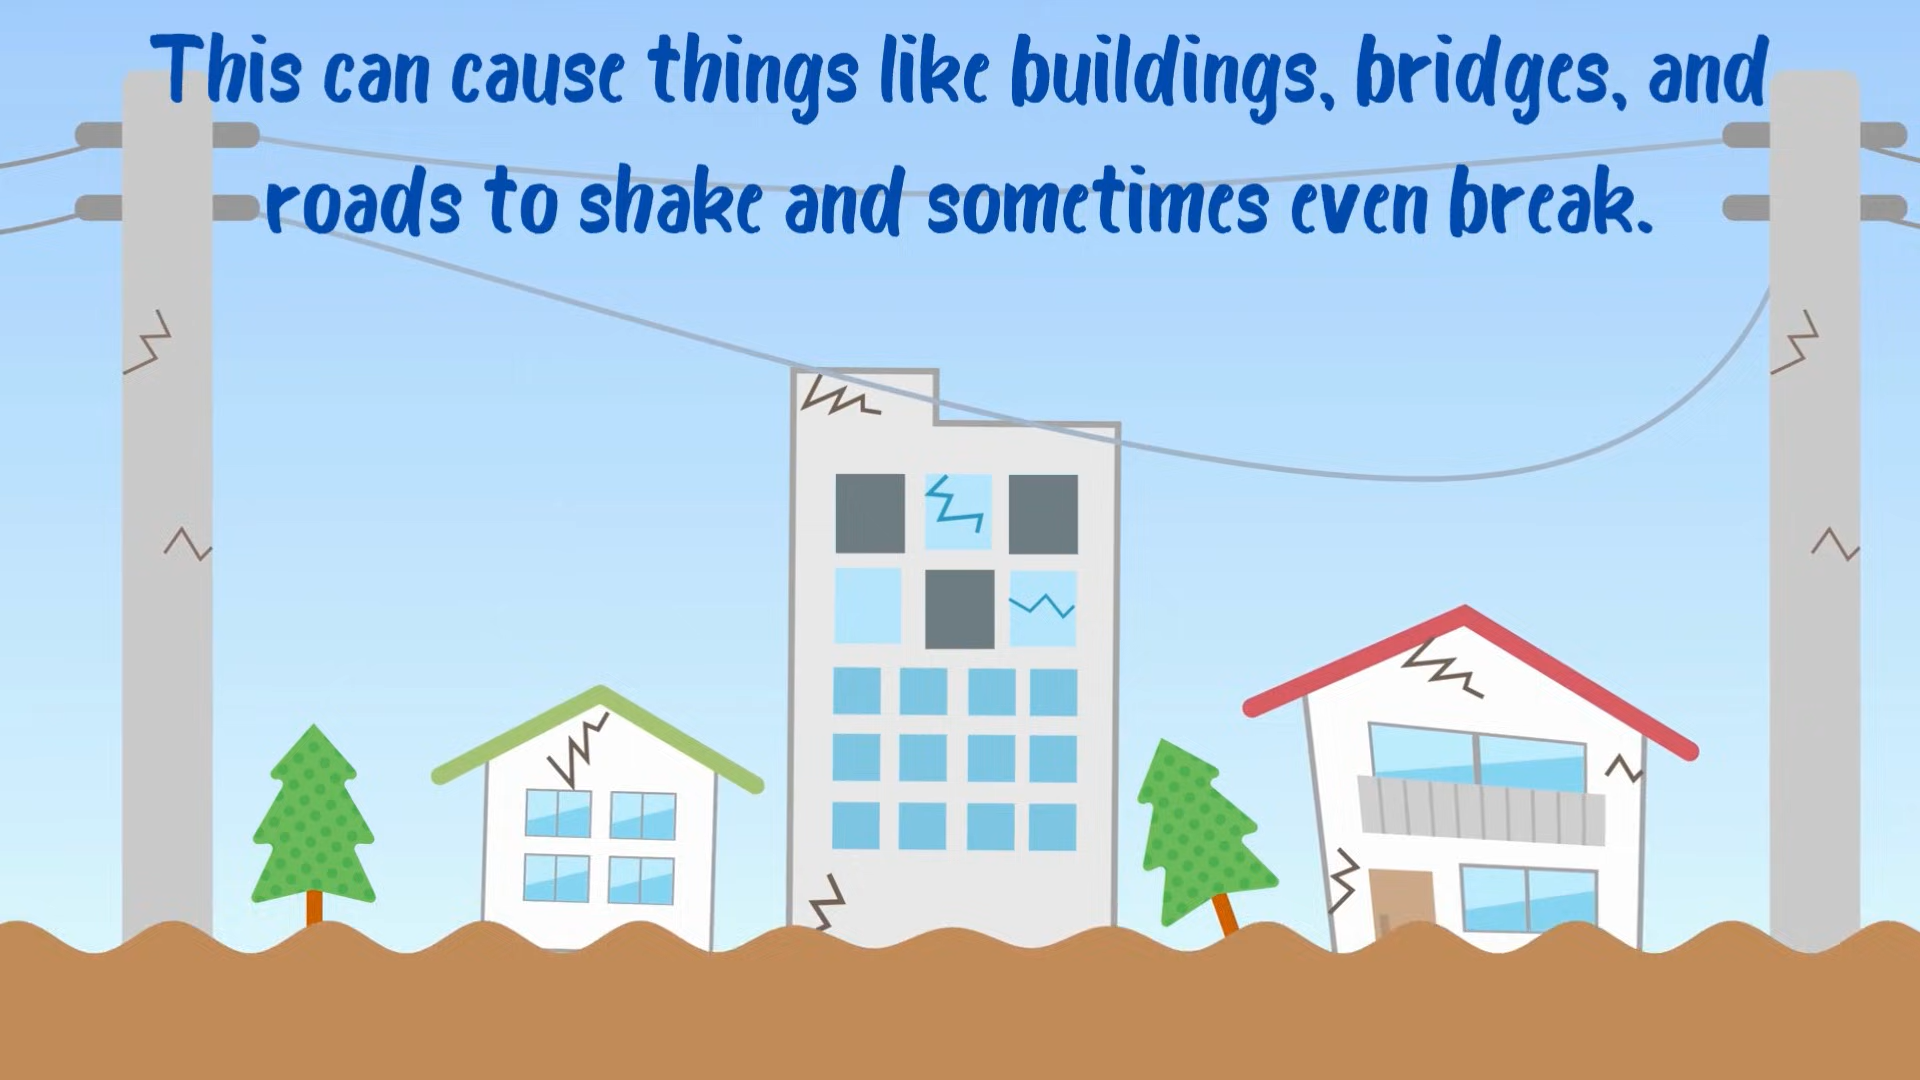 This can cause things like buildings, bridges, and
roads to shake and sometimes even break.